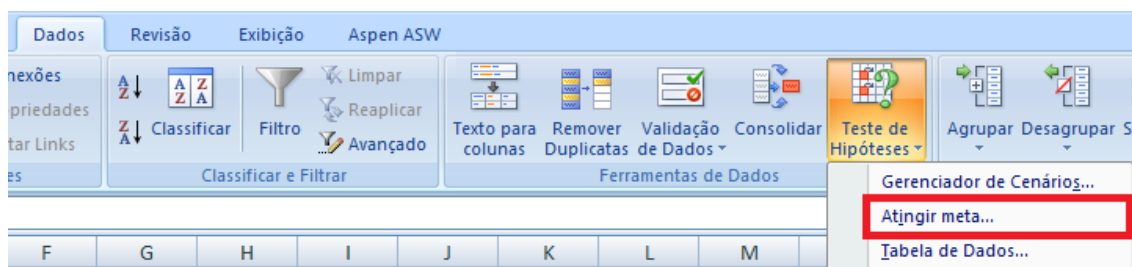 Dados Revisão Exibição Aspen ASW
nexões
opriedades
tar Links
es
A Z
Z A
A Z
Z A
Classificar
Filtro
Limpar
Reaplicar
Avançado
Classificar e Filtrar
Texto para
colunas
Remover
Duplicatas
Validação
de Dados
Consolidar
Teste de
Hipóteses
Ferramentas de Dados
Agrupar Desagrupar S
Gerenciador de Cenários...
Atingir meta...
Tabela de Dados...
F G H I J K L M